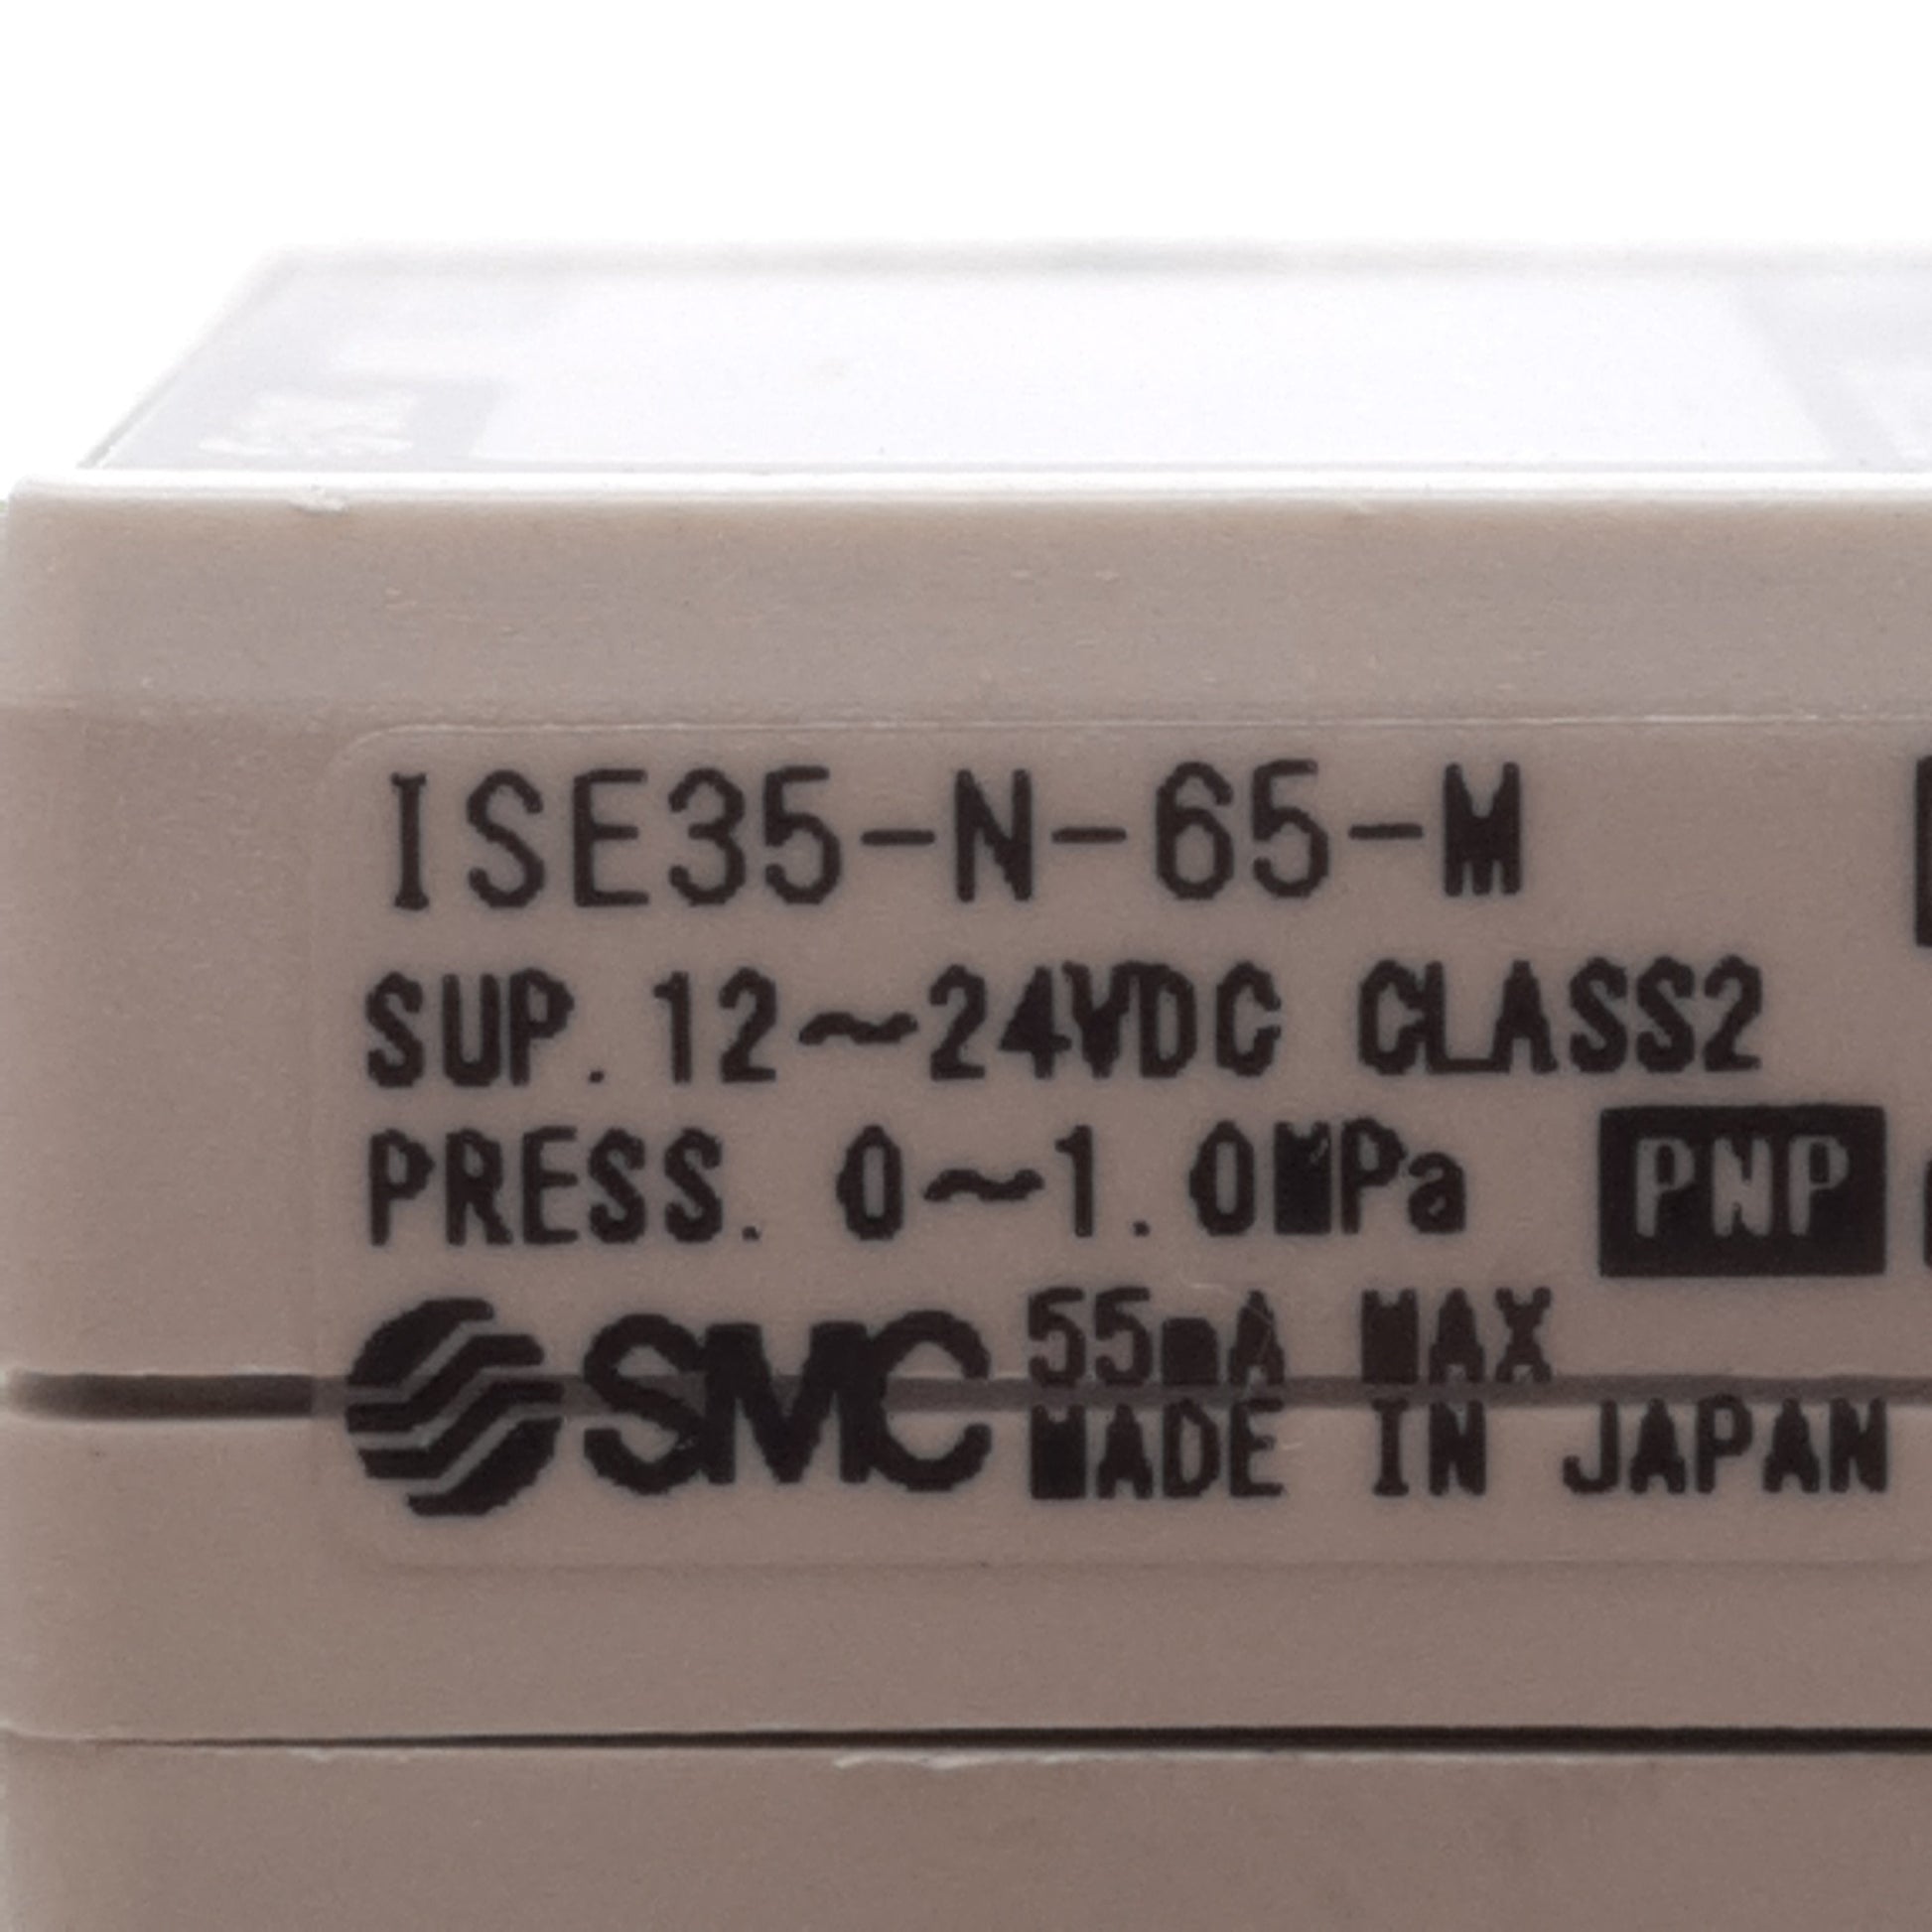 ISE35-N-65-M
SUP. 12~24VDC CLASS2
PRESS. 0~1.0MPa PNP
SMC 55mA MAX
MADE IN JAPAN